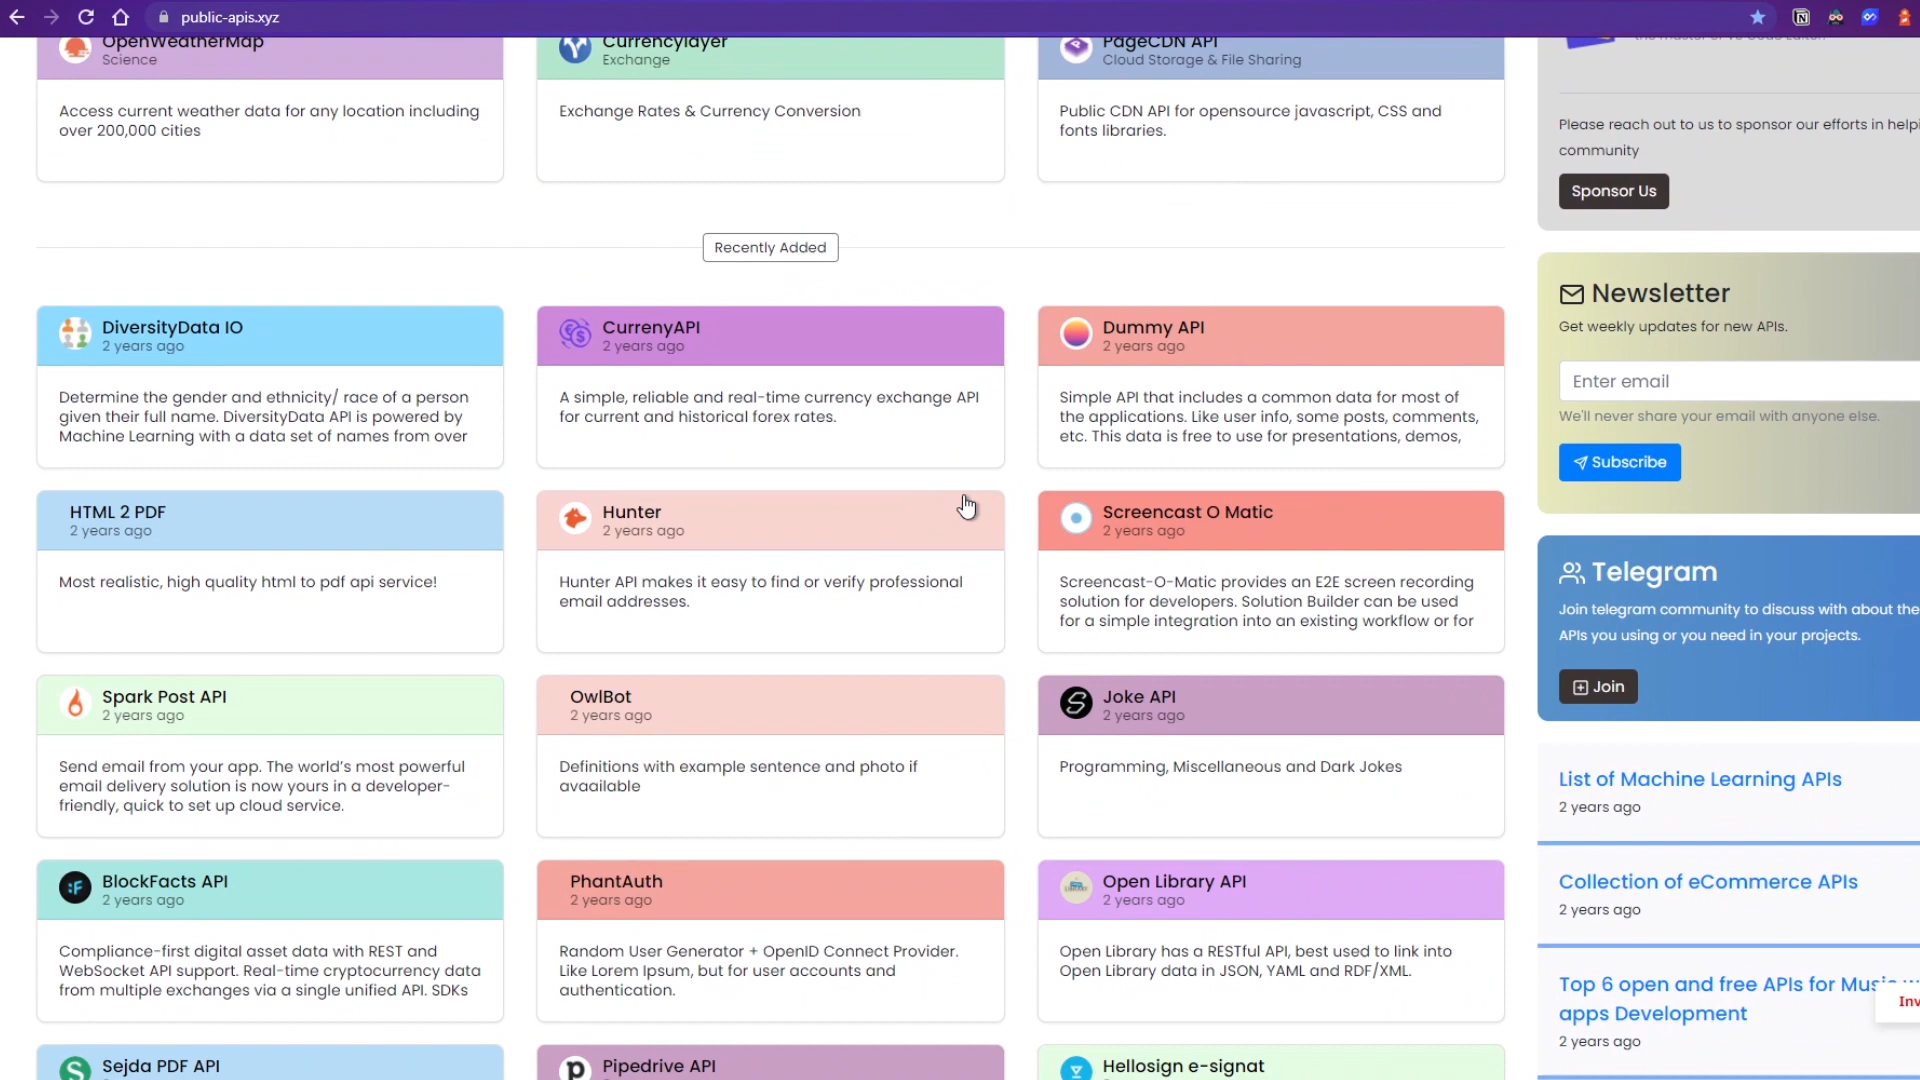 public-apis.xyz
OpenWeatherMap
Science
Access current weather data for any location including
over 200,000 cities
Currencylayer
Exchange
Exchange Rates & Currency Conversion
PageCDN API
Cloud Storage & File Sharing
Public CDN API for opensource javascript, CSS and
fonts libraries.
Recently Added
DiversityData IO
2 years ago
Determine the gender and ethnicity/ race of a person
given their full name. DiversityData API is powered by
Machine Learning with a data set of names from over
CurrenyAPI
2 years ago
A simple, reliable and real-time currency exchange API
for current and historical forex rates.
Dummy API
2 years ago
Simple API that includes a common data for most of
the applications. Like user info, some posts, comments,
etc. This data is free to use for presentations, demos,
HTML 2 PDF
2 years ago
Most realistic, high quality html to pdf api service!
Hunter
2 years ago
Hunter API makes it easy to find or verify professional
email addresses.
Screencast O Matic
2 years ago
Screencast-O-Matic provides an E2E screen recording
solution for developers. Solution Builder can be used
for a simple integration into an existing workflow or for
Spark Post API
2 years ago
Send email from your app. The world's most powerful
email delivery solution is now yours in a developer-
friendly, quick to set up cloud service.
OwlBot
2 years ago
Definitions with example sentence and photo if
avaailable
Joke API
2 years ago
Programming, Miscellaneous and Dark Jokes
BlockFacts API
2 years ago
Compliance-first digital asset data with REST and
WebSocket API support. Real-time cryptocurrency data
from multiple exchanges via a single unified API. SDKs
PhantAuth
2 years ago
Random User Generator + OpenID Connect Provider.
Like Lorem Ipsum, but for user accounts and
authentication.
Open Library API
2 years ago
Open Library has a RESTful API, best used to link into
Open Library data in JSON, YAML and RDF/XML.
Sejda PDF API
Pipedrive API
Hellosign e-signat
Please reach out to us to sponsor our efforts in helpi
community
Sponsor Us
Newsletter
Get weekly updates for new APIs.
Enter email
We'll never share your email with anyone else.
Subscribe
Telegram
Join telegram community to discuss with about the
APIs you using or you need in your projects.
Join
List of Machine Learning APIs
2 years ago
Collection of eCommerce APIs
2 years ago
Top 6 open and free APIs for Music
apps Development
2 years ago
Inv